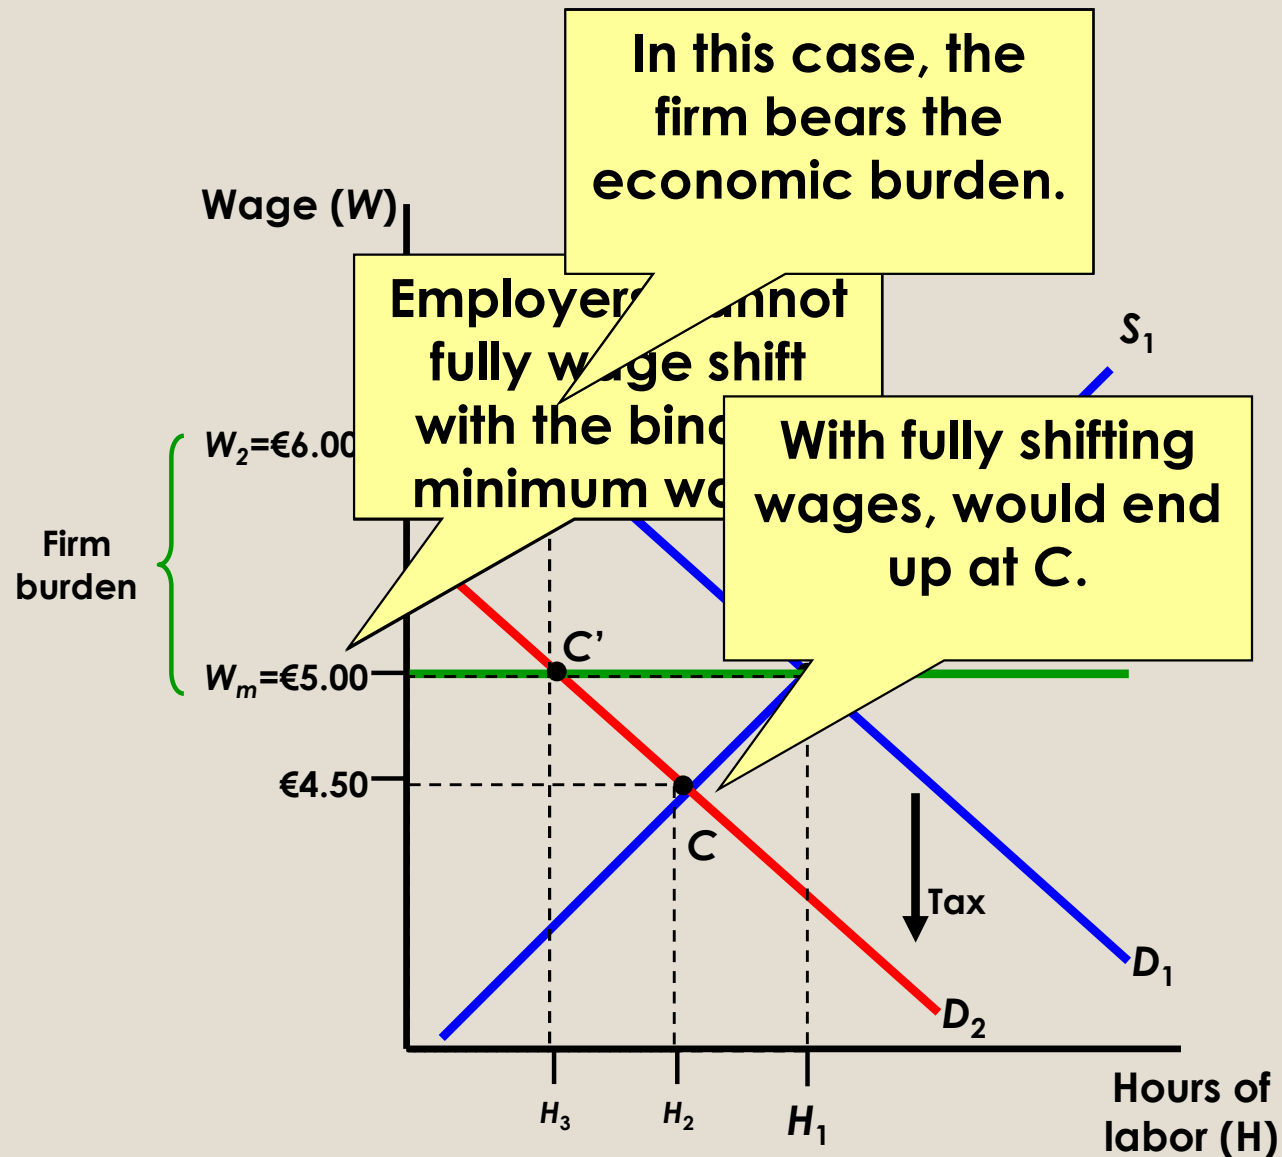 In this case, the
firm bears the
economic burden.
Wage (W)
Employers
fully wage shift
with the
minimum
S1
With fully shifting
wages, would end
up at C.
W2=€6.00
Firm
burden
C’
Wm=€5.00
€4.50
C
Tax
D1
D2
H3
H2
H1
Hours of
labor (H)